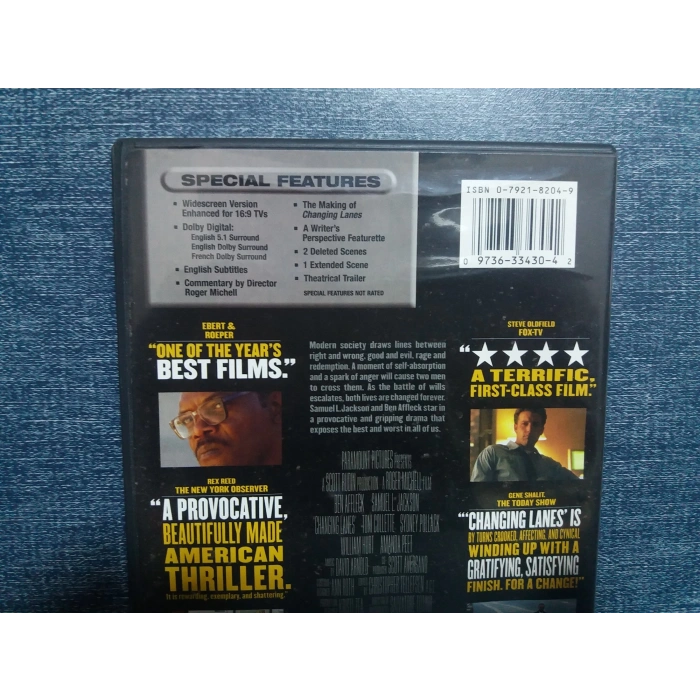 SPECIAL FEATURES
▪ Widescreen Version
Enhanced for 16:9 TVs
▪ Dolby Digital:
English 5.1 Surround
English Dolby Surround
French Dolby Surround
▪ English Subtitles
▪ Commentary by Director
Roger Michell
▪ The Making of
Changing Lanes
▪ A Writer's
Perspective Featurette
▪ 2 Deleted Scenes
▪ 1 Extended Scene
▪ Theatrical Trailer
SPECIAL FEATURES NOT RATED
ISBN 0-7921-8204-9
0 9736-33430-4 2
EBERT &
ROEPER
"ONE OF THE YEAR'S
BEST FILMS."
REX REED
THE NEW YORK OBSERVER
"A PROVOCATIVE,
BEAUTIFULLY MADE
AMERICAN
THRILLER.
It is rewarding, exemplary, and shattering."
Modern society draws lines between
right and wrong, good and evil, rage and
redemption. A moment of self-absorption
and a spark of anger will cause two men
to cross them. As the battle of wills
escalates, both lives are changed forever.
Samuel L. Jackson and Ben Affleck star in
a provocative and gripping drama that
exposes the best and worst in all of us.
PARAMOUNT PICTURES Presents
A SCOTT RUDIN PRODUCTION A ROGER MICHELL FILM
BEN AFFLECK SAMUEL L. JACKSON
"CHANGING LANES" TONI COLLETTE SYDNEY POLLACK
WILLIAM HURT AMANDA PEET
DAVID ARNOLD
STEVE OLDFIELD
FOX-TV
"★★★★
A TERRIFIC,
FIRST-CLASS FILM."
GENE SHALIT,
THE TODAY SHOW
"'CHANGING LANES' IS
BY TURNS CROOKED, AFFECTING, AND CYNICAL
WINDING UP WITH A
GRATIFYING, SATISFYING
FINISH. FOR A CHANGE!"